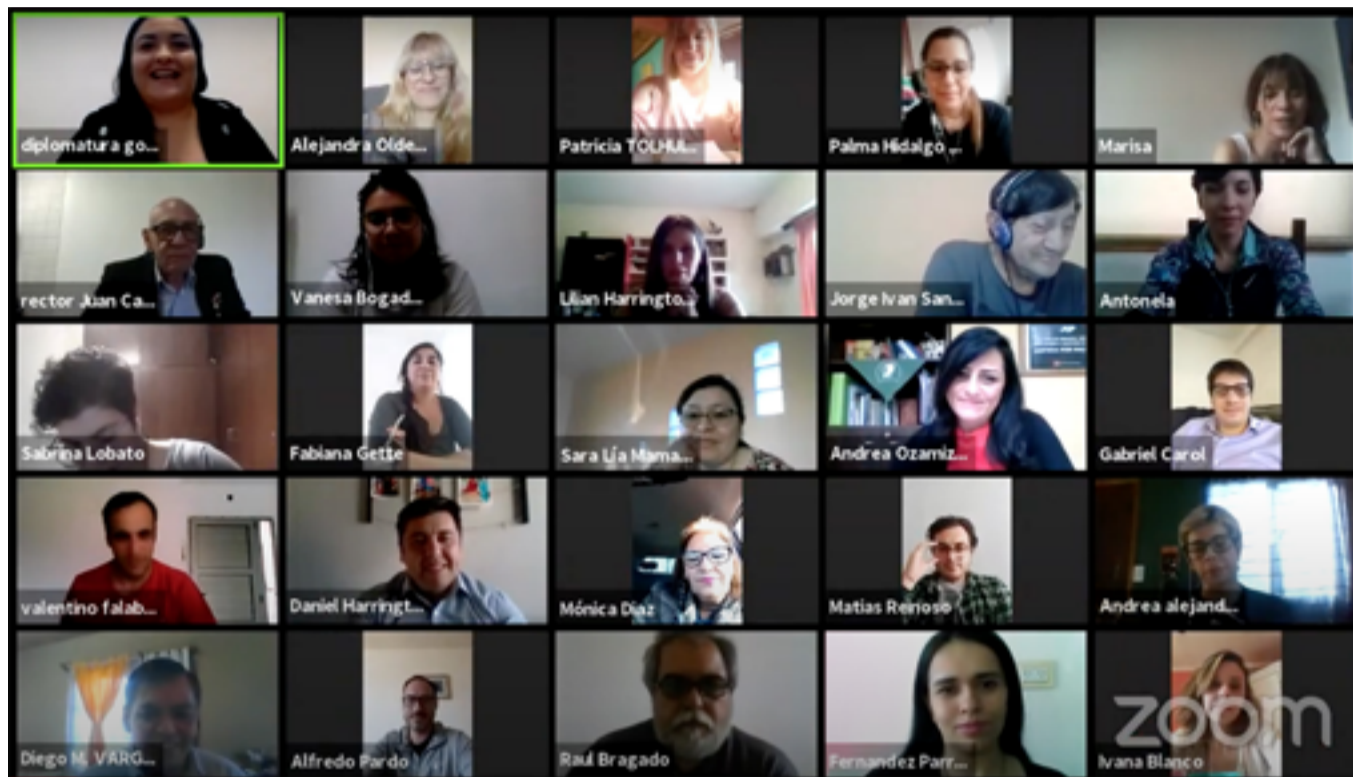 diplomatura go...
Alejandra Olde...
Patricia TOLHUL...
Palma Hidalgo ...
Marisa
rector Juan Ca...
Vanesa Bogad...
Lilian Harringto...
Jorge Ivan San...
Antonela
Sabrina Lobato
Fabiana Gette
Sara Lía Mama...
Andrea Ozamiz...
Gabriel Carol
valentino falab...
Daniel Harringt...
Mónica Diaz
Matias Reinoso
Andrea alejand...
Diego M. VARG...
Alfredo Pardo
Raul Bragado
Fernandez Parr...
Ivana Blanco
zoom